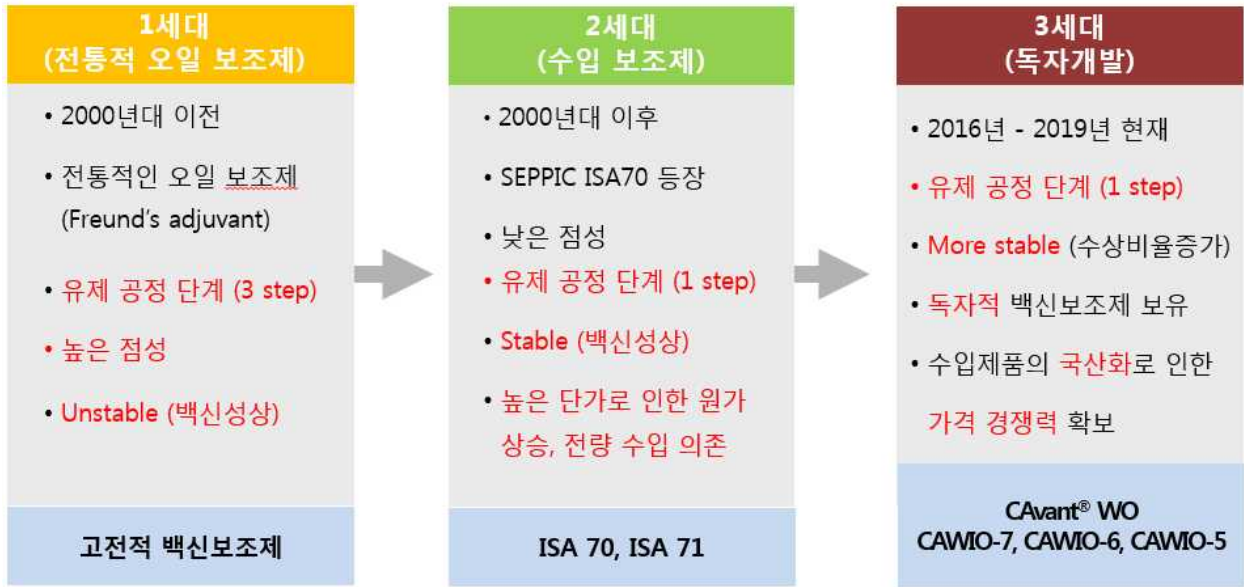 1세대
(전통적 오일 보조제)
• 2000년대 이전
• 전통적인 오일 보조제
(Freund's adjuvant)
• 유제 공정 단계 (3 step)
• 높은 점성
• Unstable (백신성상)
고전적 백신보조제
2세대
(수입 보조제)
• 2000년대 이후
• SEPPIC ISA70 등장
• 낮은 점성
• 유제 공정 단계 (1 step)
• Stable (백신성상)
• 높은 단가로 인한 원가
상승, 전량 수입 의존
ISA 70, ISA 71
3세대
(독자개발)
• 2016년 - 2019년 현재
• 유제 공정 단계 (1 step)
• More stable (수상비율증가)
• 독자적 백신보조제 보유
• 수입제품의 국산화로 인한
가격 경쟁력 확보
CAvant® WO
CAWIO-7, CAWIO-6, CAWIO-5